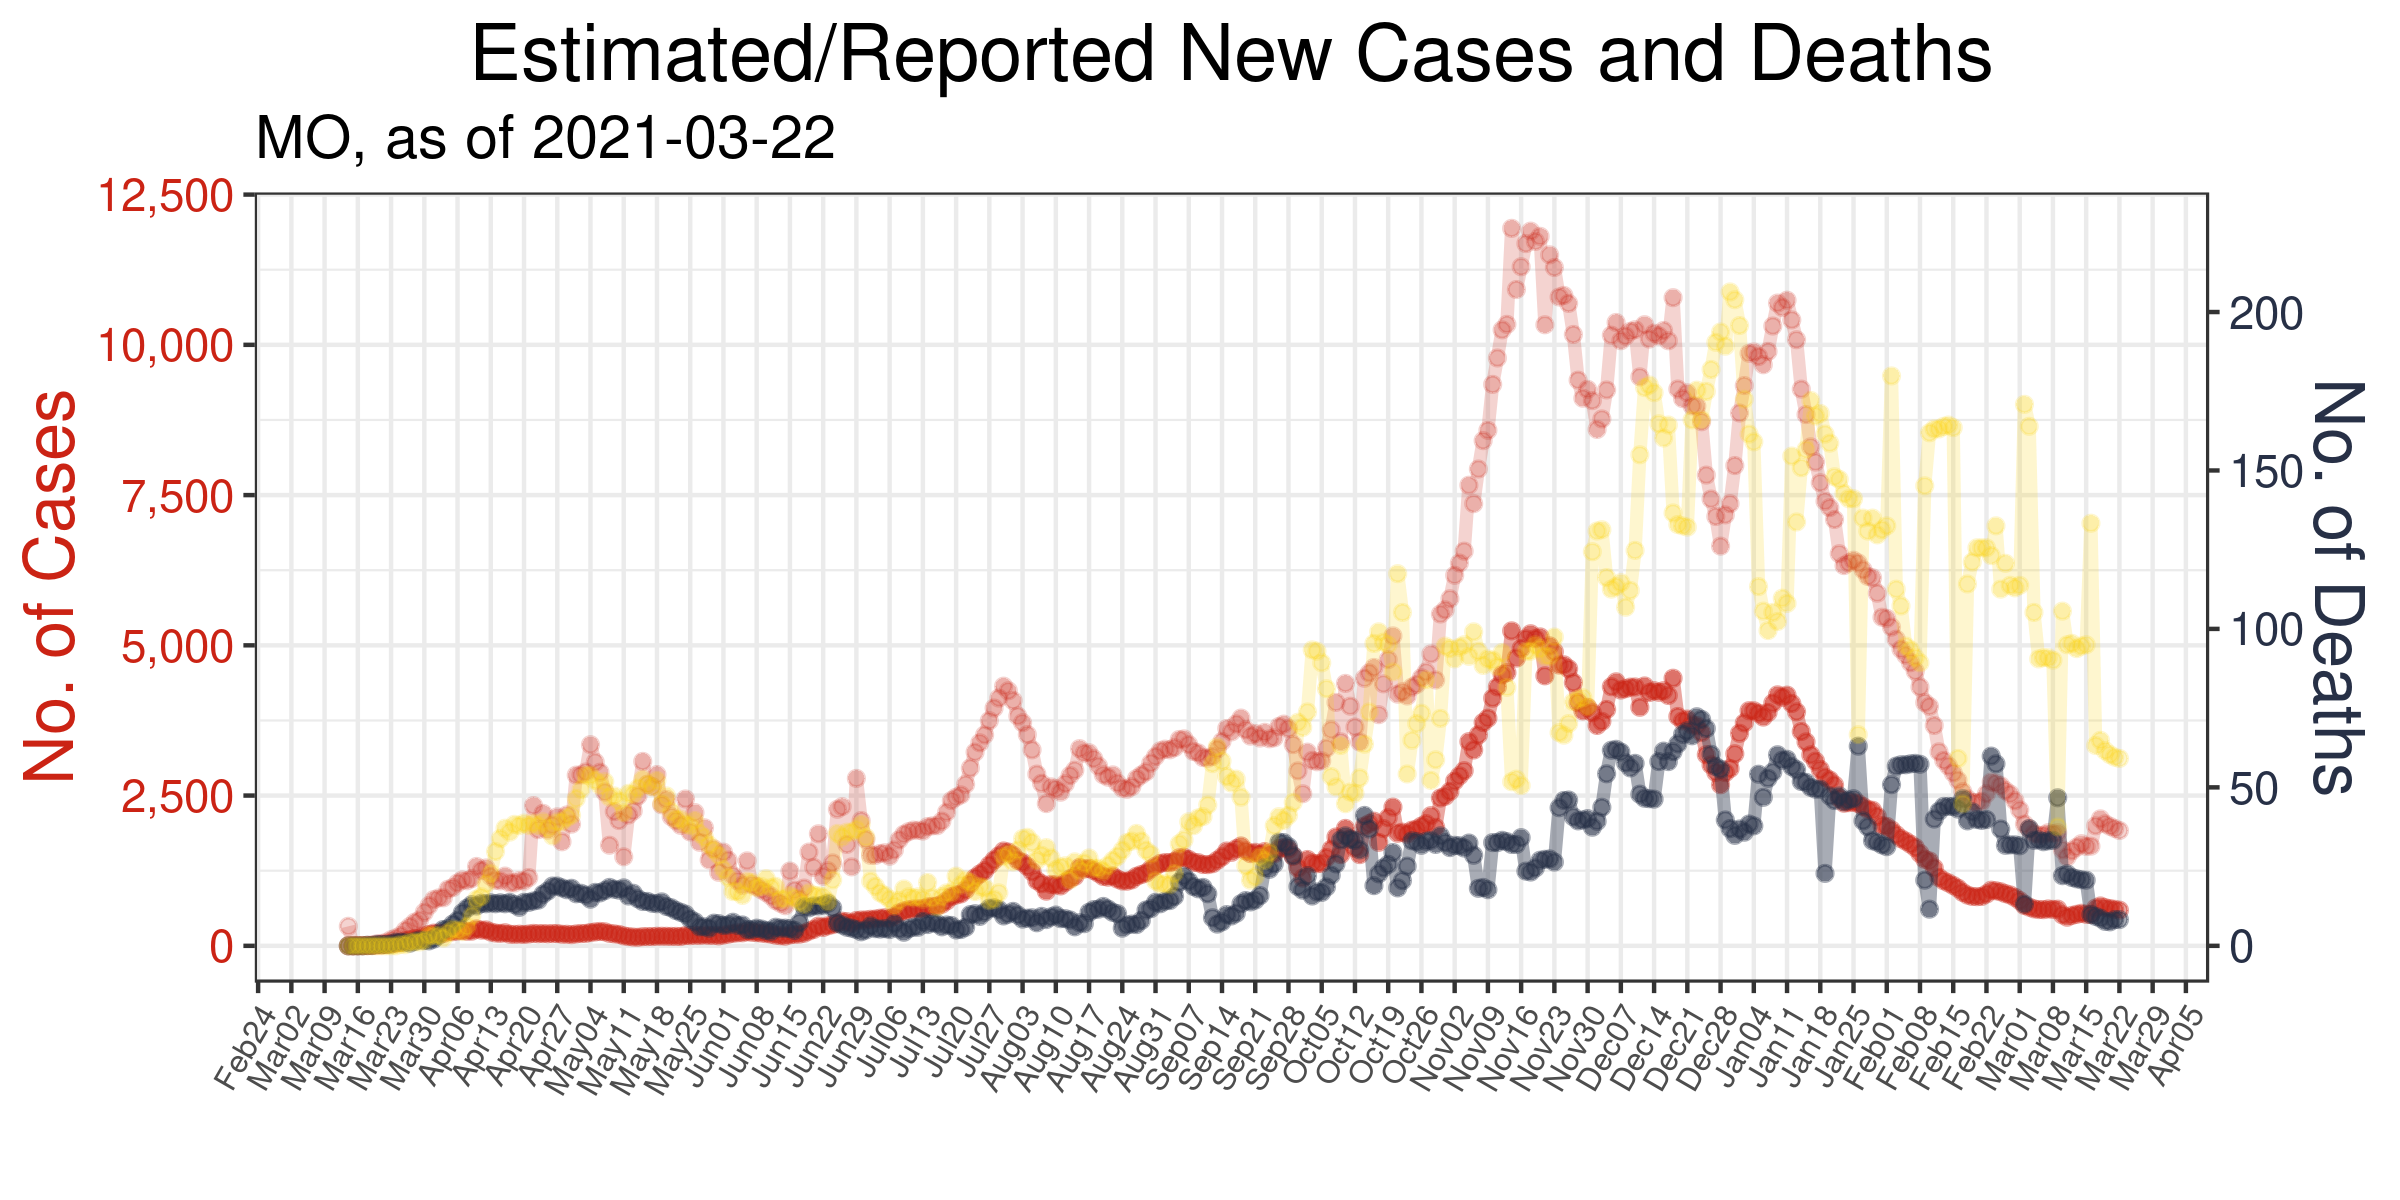 Estimated/Reported New Cases and Deaths
MO, as of 2021-03-22
No. of Cases
12,500
10,000
7,500
5,000
2,500
0
200
150
100
50
0
No. of Deaths
Feb24
Mar02
Mar09
Mar16
Mar23
Mar30
Apr06
Apr13
Apr20
Apr27
May04
May11
May18
May25
Jun01
Jun08
Jun15
Jun22
Jun29
Jul06
Jul13
Jul20
Jul27
Aug03
Aug10
Aug17
Aug24
Aug31
Sep07
Sep14
Sep21
Sep28
Oct05
Oct12
Oct19
Oct26
Nov02
Nov09
Nov16
Nov23
Nov30
Dec07
Dec14
Dec21
Dec28
Jan04
Jan11
Jan18
Jan25
Feb01
Feb08
Feb15
Feb22
Mar01
Mar08
Mar15
Mar22
Mar29
Apr05